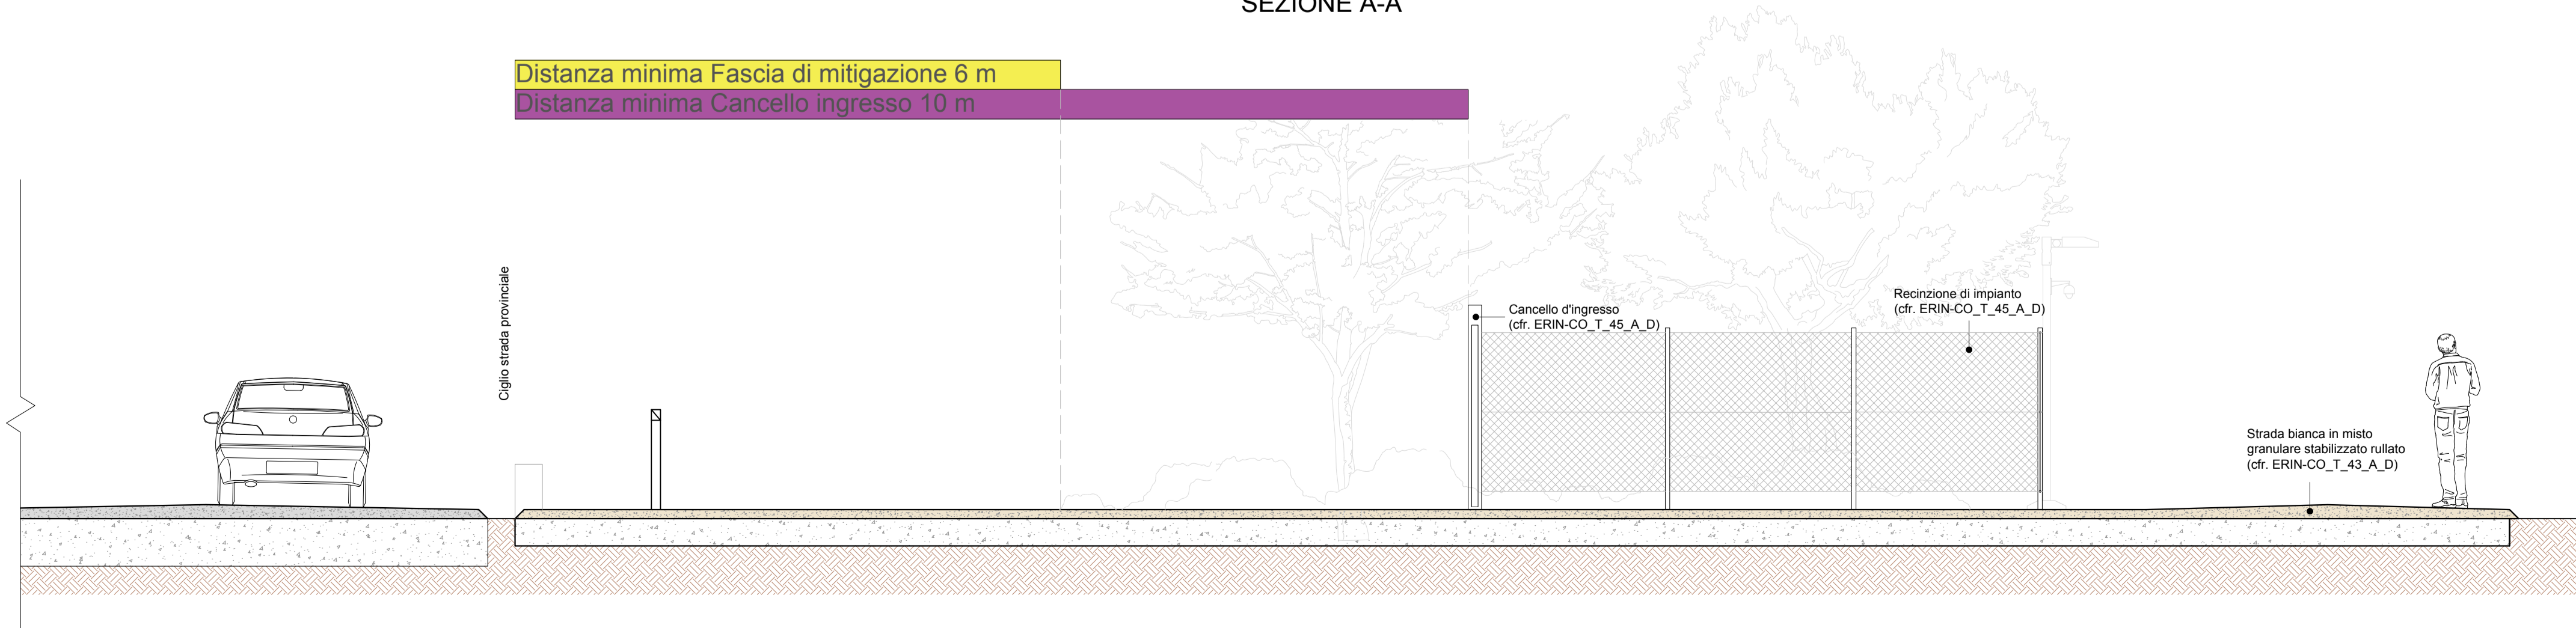 SEZIONE A-A
Distanza minima Fascia di mitigazione 6 m
Distanza minima Cancello ingresso 10 m
Ciglio strada provinciale
Cancello d'ingresso
(cfr. ERIN-CO_T_45_A_D)
Recinzione di impianto
(cfr. ERIN-CO_T_45_A_D)
Strada bianca in misto
granulare stabilizzato rullato
(cfr. ERIN-CO_T_43_A_D)